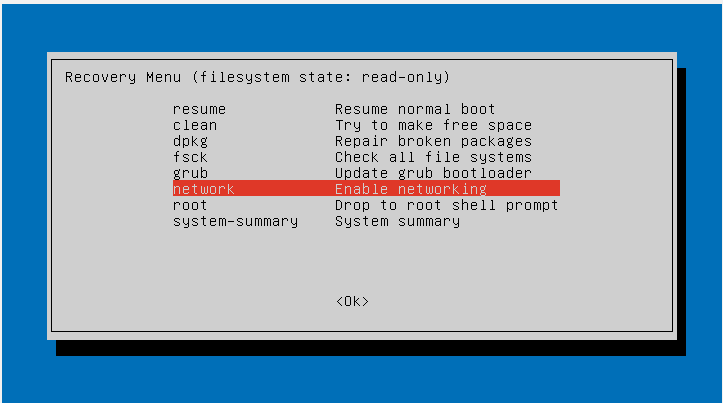 Recovery Menu (filesystem state: read-only)
resume Resume normal boot
clean Try to make free space
dpkg Repair broken packages
fsck Check all file systems
grub Update grub bootloader
network Enable networking
root Drop to root shell prompt
system-summary System summary
<Ok>